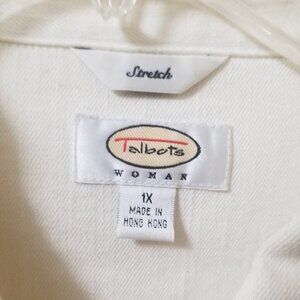 Stretch
Talbots
WOMAN
1X
MADE IN
HONG KONG